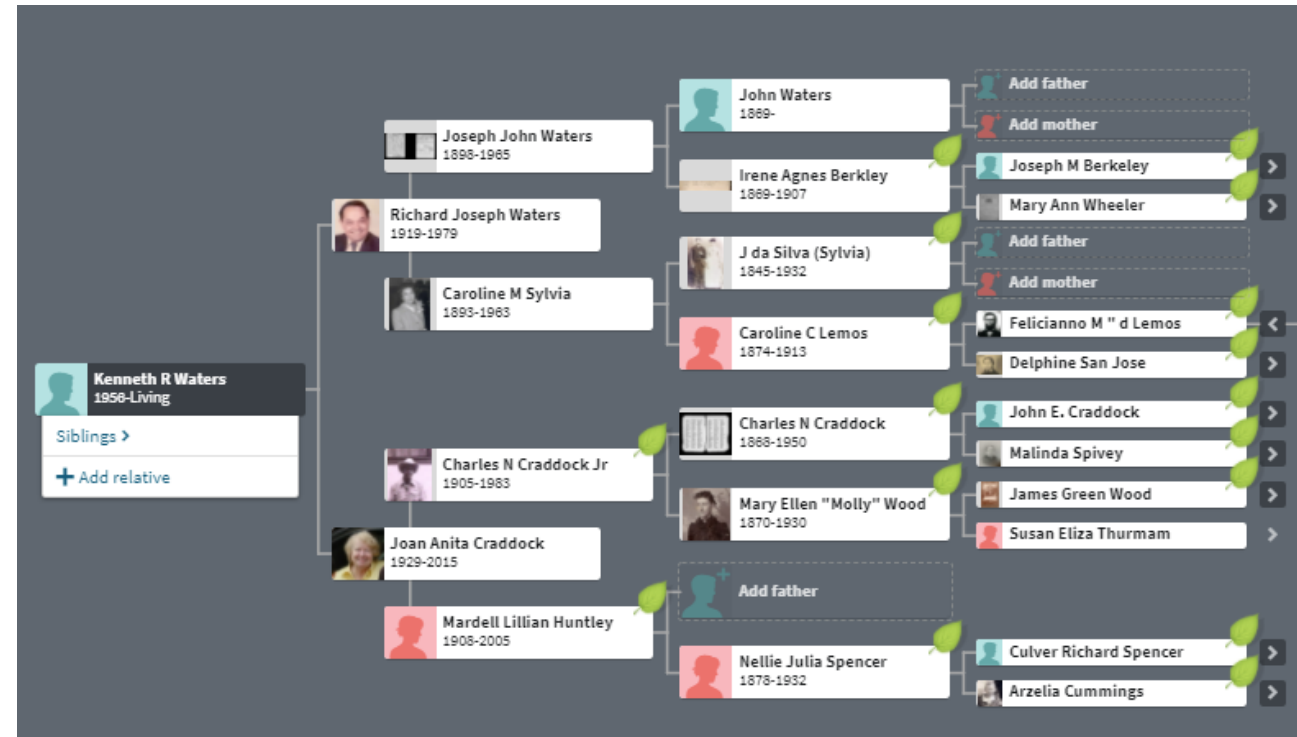 Kenneth R Waters
1956-Living
Siblings >
+ Add relative
Richard Joseph Waters
1919-1979
Joan Anita Craddock
1929-2015
Joseph John Waters
1898-1965
Caroline M Sylvia
1893-1963
Charles N Craddock Jr
1905-1983
Mardell Lillian Huntley
1908-2005
John Waters
1869-
Irene Agnes Berkley
1869-1907
J da Silva (Sylvia)
1845-1932
Caroline C Lemos
1874-1913
Charles N Craddock
1868-1950
Mary Ellen "Molly" Wood
1870-1930
Add father
Nellie Julia Spencer
1878-1932
Add father
Add mother
Joseph M Berkeley
Mary Ann Wheeler
Add father
Add mother
Felicianno M " d Lemos
Delphine San Jose
John E. Craddock
Malinda Spivey
James Green Wood
Susan Eliza Thurmam
Culver Richard Spencer
Arzelia Cummings